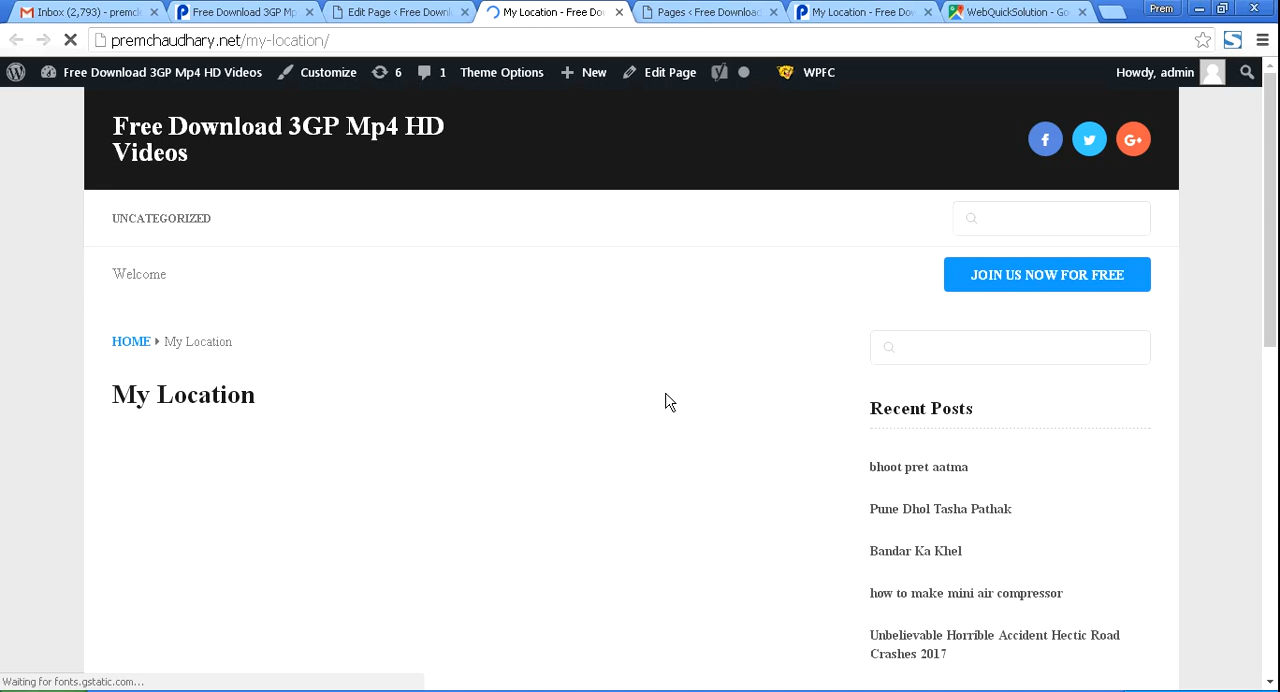 Inbox (2,793) - premch
Free Download 3GP Mp
Edit Page < Free Downl
My Location - Free Do
Pages < Free Download
My Location - Free Do
WebQuickSolution - Go
Prem
premchaudhary.net/my-location/
Free Download 3GP Mp4 HD Videos
Customize
6
1
Theme Options
New
Edit Page
WPFC
Howdy, admin
Free Download 3GP Mp4 HD
Videos
UNCATEGORIZED
Welcome
JOIN US NOW FOR FREE
HOME
My Location
My Location
Recent Posts
bhoot pret aatma
Pune Dhol Tasha Pathak
Bandar Ka Khel
how to make mini air compressor
Unbelievable Horrible Accident Hectic Road
Crashes 2017
Waiting for fonts.gstatic.com...